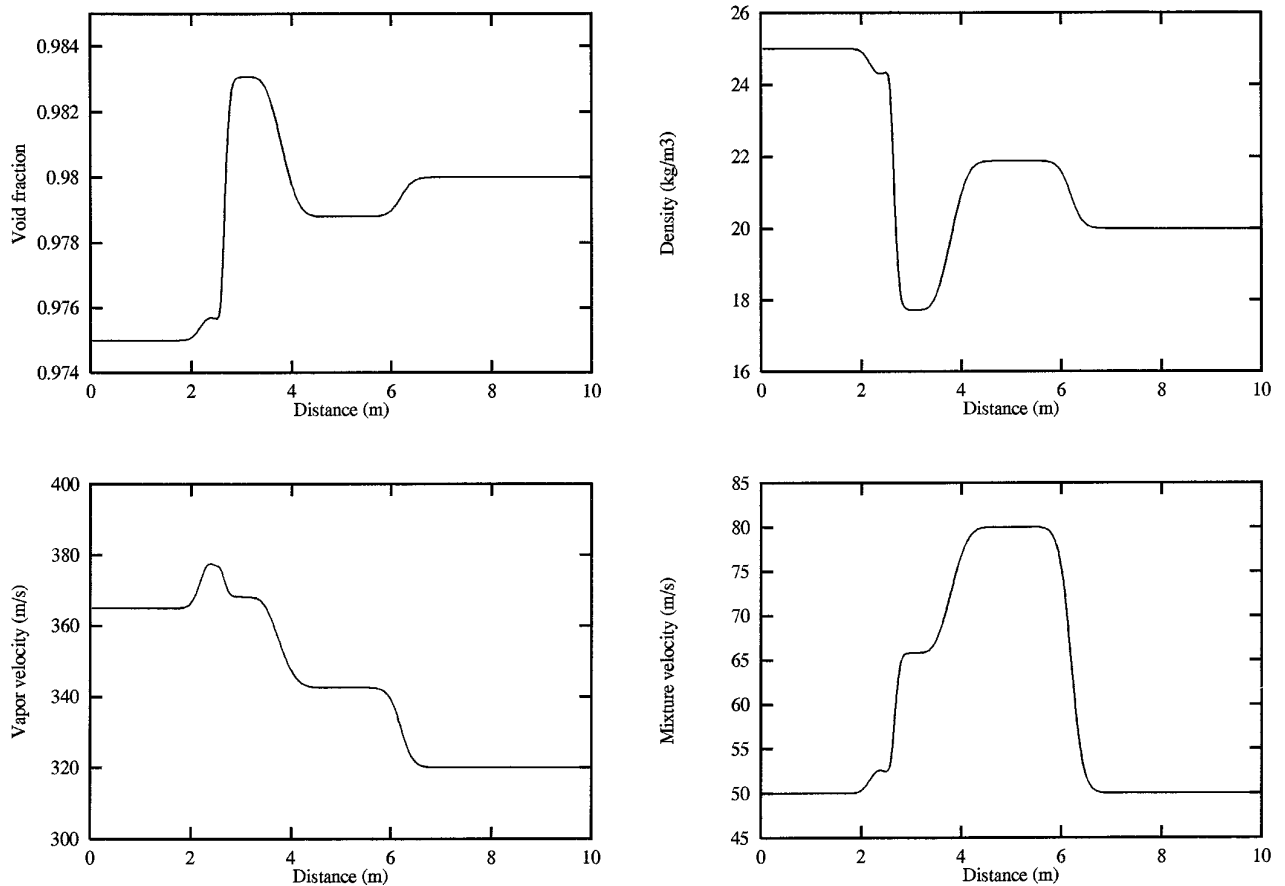 Void fraction
0.984
0.982
0.98
0.978
0.976
0.974
0 2 4 6 8 10
Distance (m)
Density (kg/m3)
26
24
22
20
18
16
0 2 4 6 8 10
Distance (m)
Vapor velocity (m/s)
400
380
360
340
320
300
0 2 4 6 8 10
Distance (m)
Mixture velocity (m/s)
85
80
75
70
65
60
55
50
45
0 2 4 6 8 10
Distance (m)